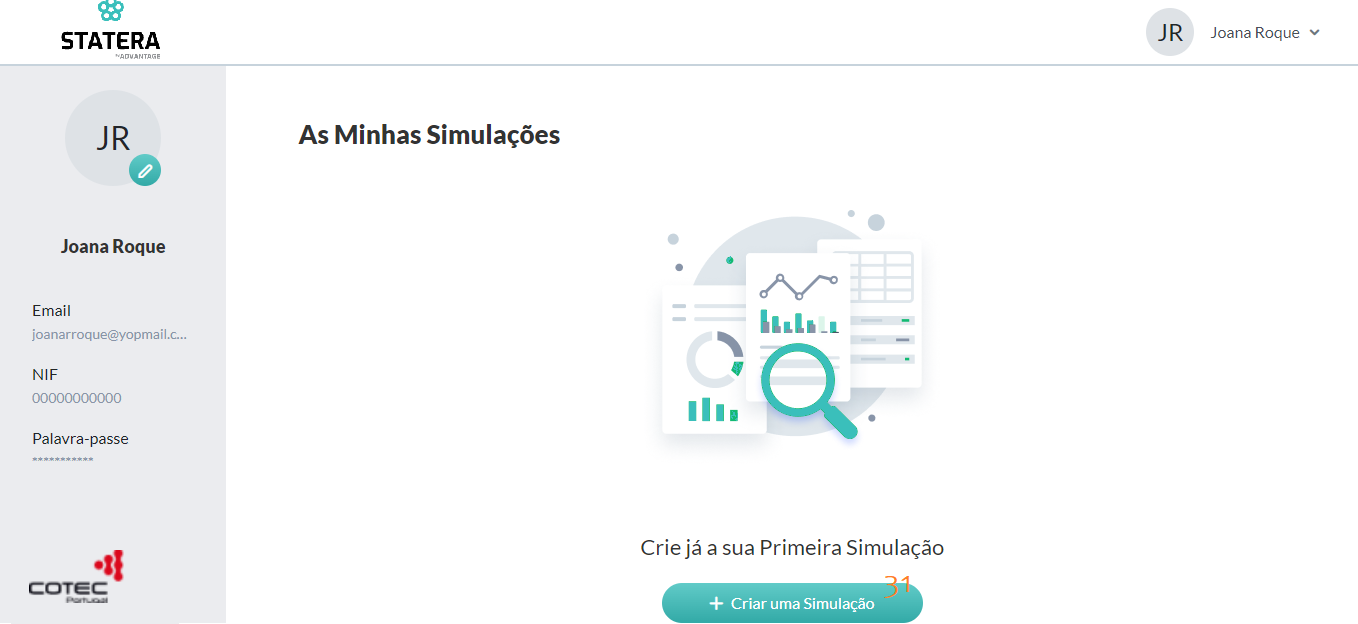 STATERA
by ADVANTAGE
JR
Joana Roque
JR
Joana Roque
Email
joanarroque@yopmail.c...
NIF
00000000000
Palavra-passe
***********
COTEC
Portugal
As Minhas Simulações
Crie já a sua Primeira Simulação
31
+ Criar uma Simulação